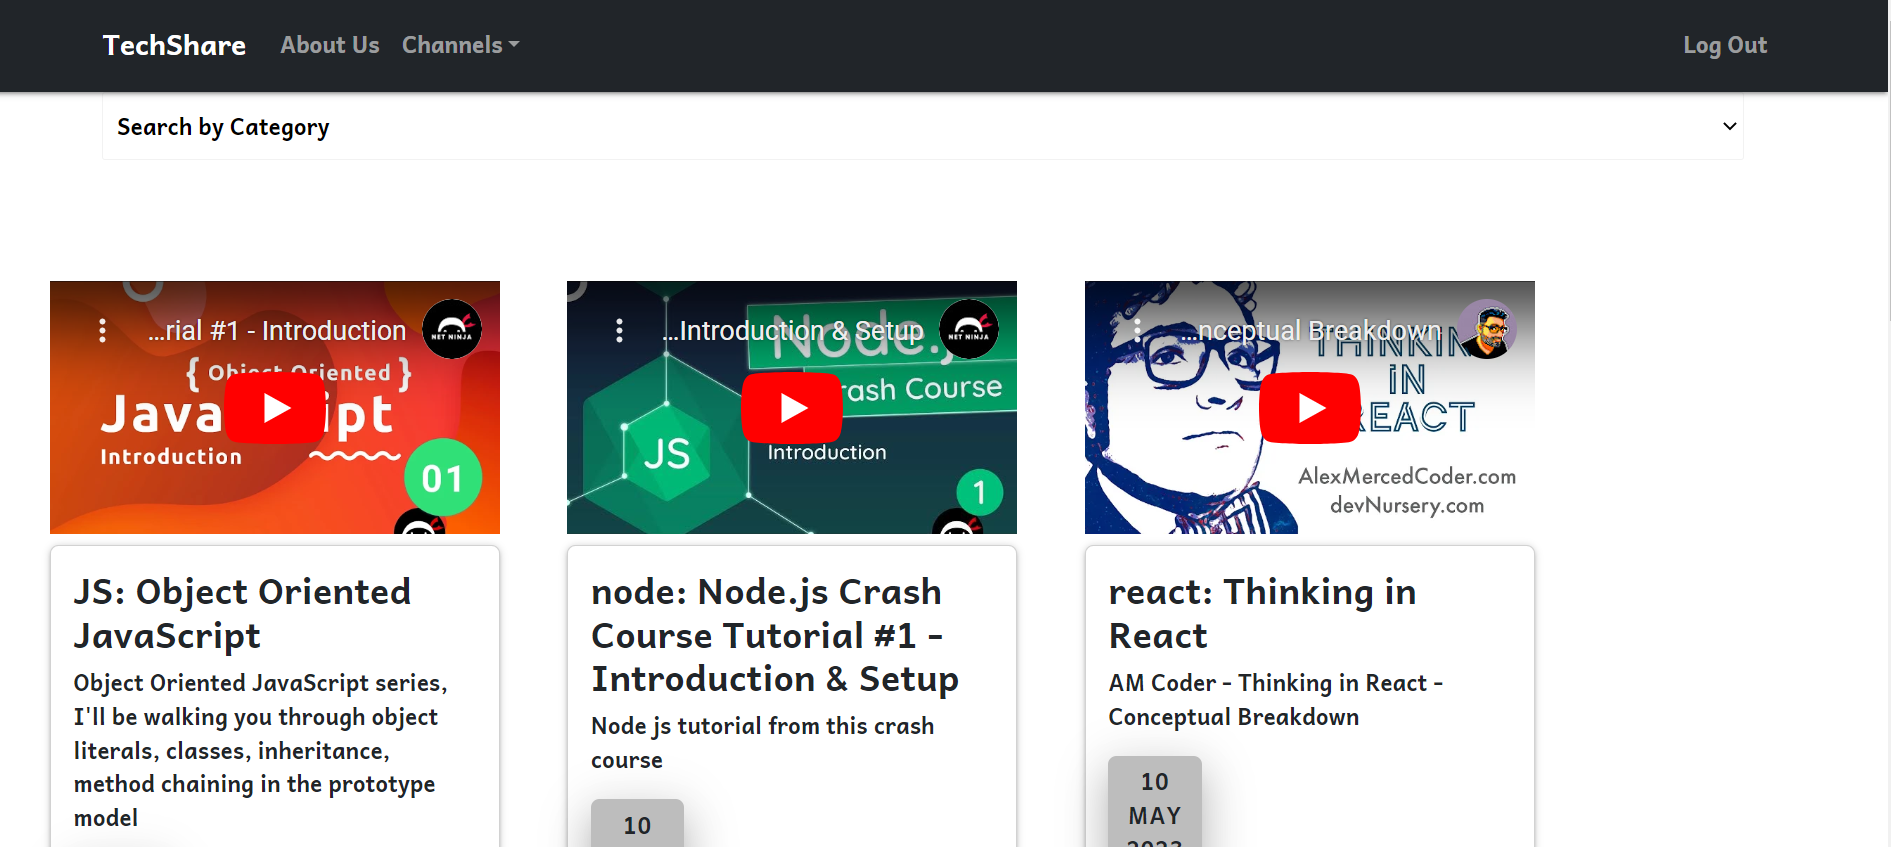 TechShare About Us Channels Log Out
Search by Category
...rial #1 - Introduction
NET NINJA
{ Object Oriented }
Introduction
01
...Introduction & Setup
NET NINJA
Node.j
rash Course
JS
Introduction
1
...nceptual Breakdown
THINKIN
iN
REACT
AlexMercedCoder.com
devNursery.com
JS: Object Oriented
JavaScript
Object Oriented JavaScript series,
I'll be walking you through object
literals, classes, inheritance,
method chaining in the prototype
model
node: Node.js Crash
Course Tutorial #1 -
Introduction & Setup
Node js tutorial from this crash
course
10
react: Thinking in
React
AM Coder - Thinking in React -
Conceptual Breakdown
10
MAY
2023